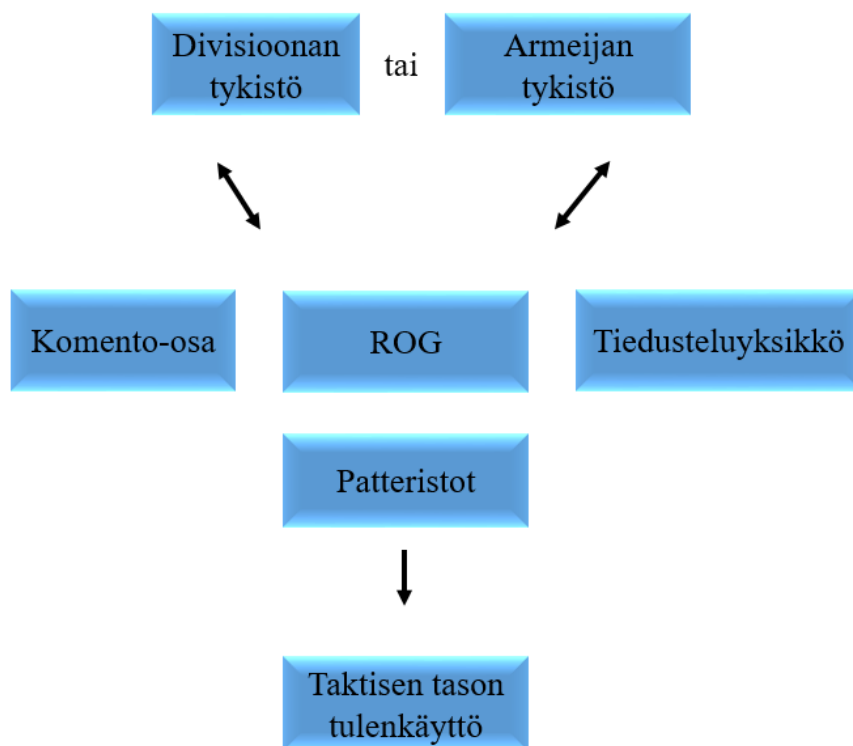 Divisioonan
tykistö
tai
Armeijan
tykistö
Komento-osa
ROG
Tiedusteluyksikkö
Patteristot
Taktisen tason
tulenkäyttö